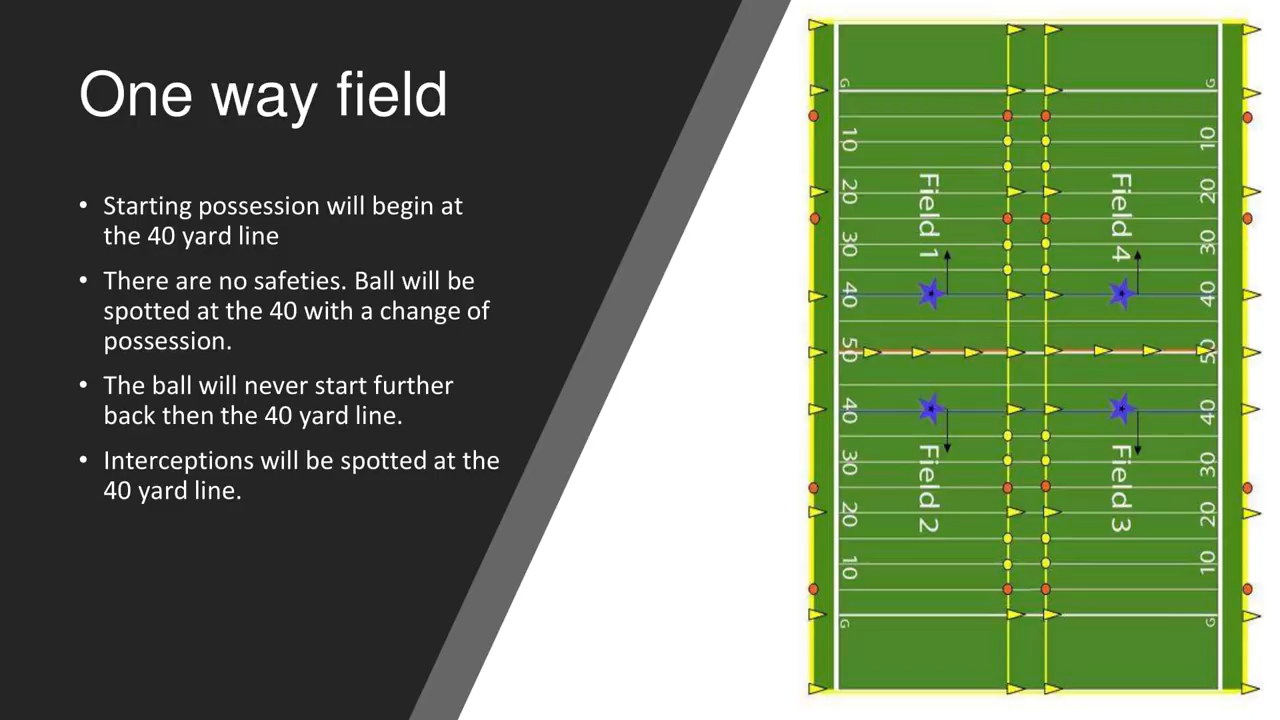 One way field
• Starting possession will begin at
the 40 yard line
• There are no safeties. Ball will be
spotted at the 40 with a change of
possession.
• The ball will never start further
back then the 40 yard line.
• Interceptions will be spotted at the
40 yard line.
G G
10 10
20 20
Field 1 Field 4
30 30
40 40
50 50
40 40
30 30
Field 2 Field 3
20 20
10 10
G G